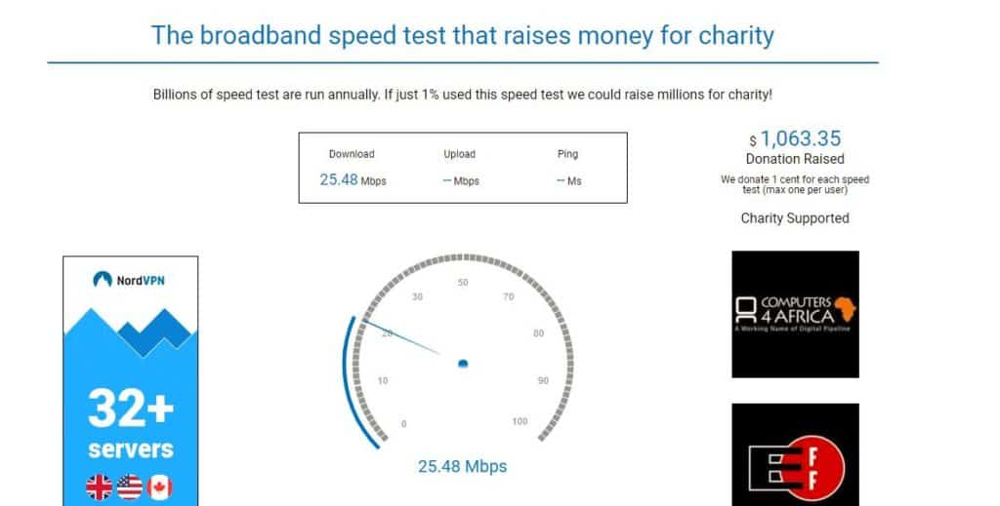 The broadband speed test that raises money for charity
Billions of speed test are run annually. If just 1% used this speed test we could raise millions for charity!
Download Upload Ping
25.48 Mbps -- Mbps -- Ms
$ 1,063.35
Donation Raised
We donate 1 cent for each speed
test (max one per user)
Charity Supported
NordVPN
32+
servers
0
10
20
30
50
70
80
90
100
25.48 Mbps
COMPUTERS
4 AFRICA
A Working Name of Digital Pipeline
E F
F